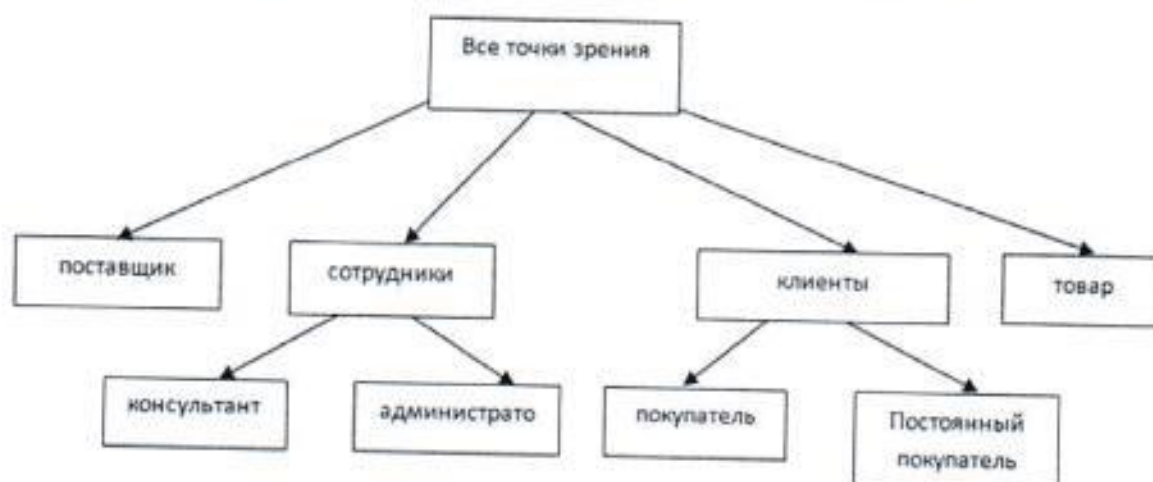 Все точки зрения
поставщик
сотрудники
клиенты
товар
консультант
администрато
покупатель
Постоянный
покупатель